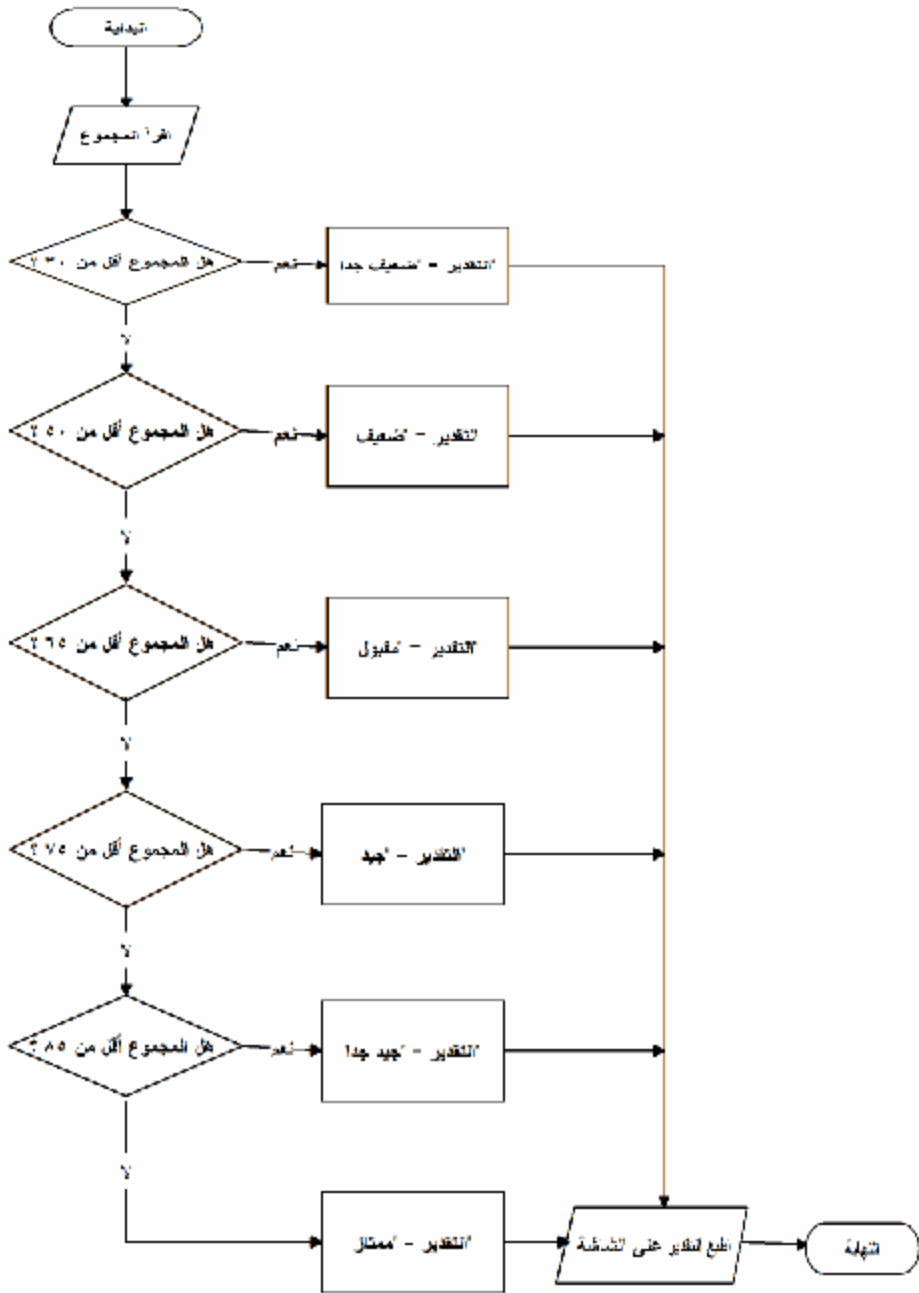 البداية
اقرأ المجموع
هل المجموع أقل من ٣٠ ؟
نعم
التقدير = "ضعيف جدا"
لا
هل المجموع أقل من ٥٠ ؟
نعم
التقدير = "ضعيف"
لا
هل المجموع أقل من ٦٥ ؟
نعم
التقدير = "مقبول"
لا
هل المجموع أقل من ٧٥ ؟
نعم
التقدير = "جيد"
لا
هل المجموع أقل من ٨٥ ؟
نعم
التقدير = "جيد جدا"
لا
التقدير = "ممتاز"
اطبع التقدير على الشاشة
النهاية